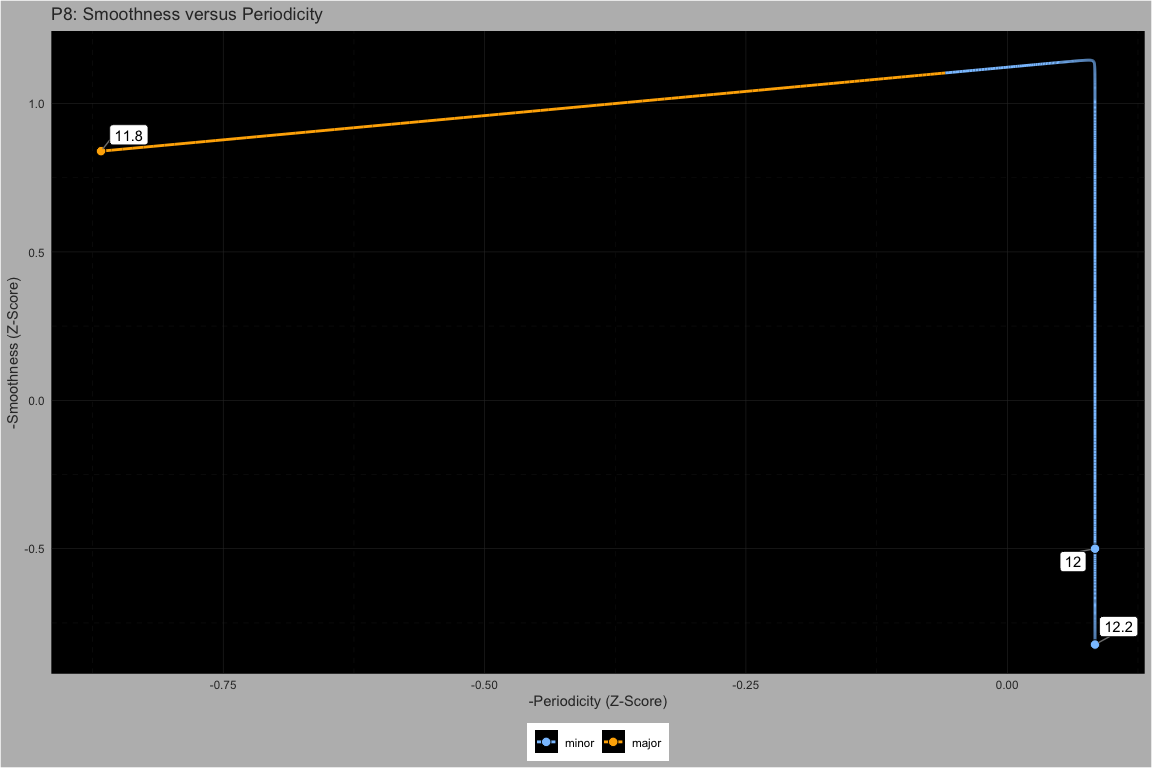 P8: Smoothness versus Periodicity
1.0
0.5
0.0
-0.5
-Smoothness (Z-Score)
11.8
12
12.2
-0.75
-0.50
-0.25
0.00
-Periodicity (Z-Score)
minor
major